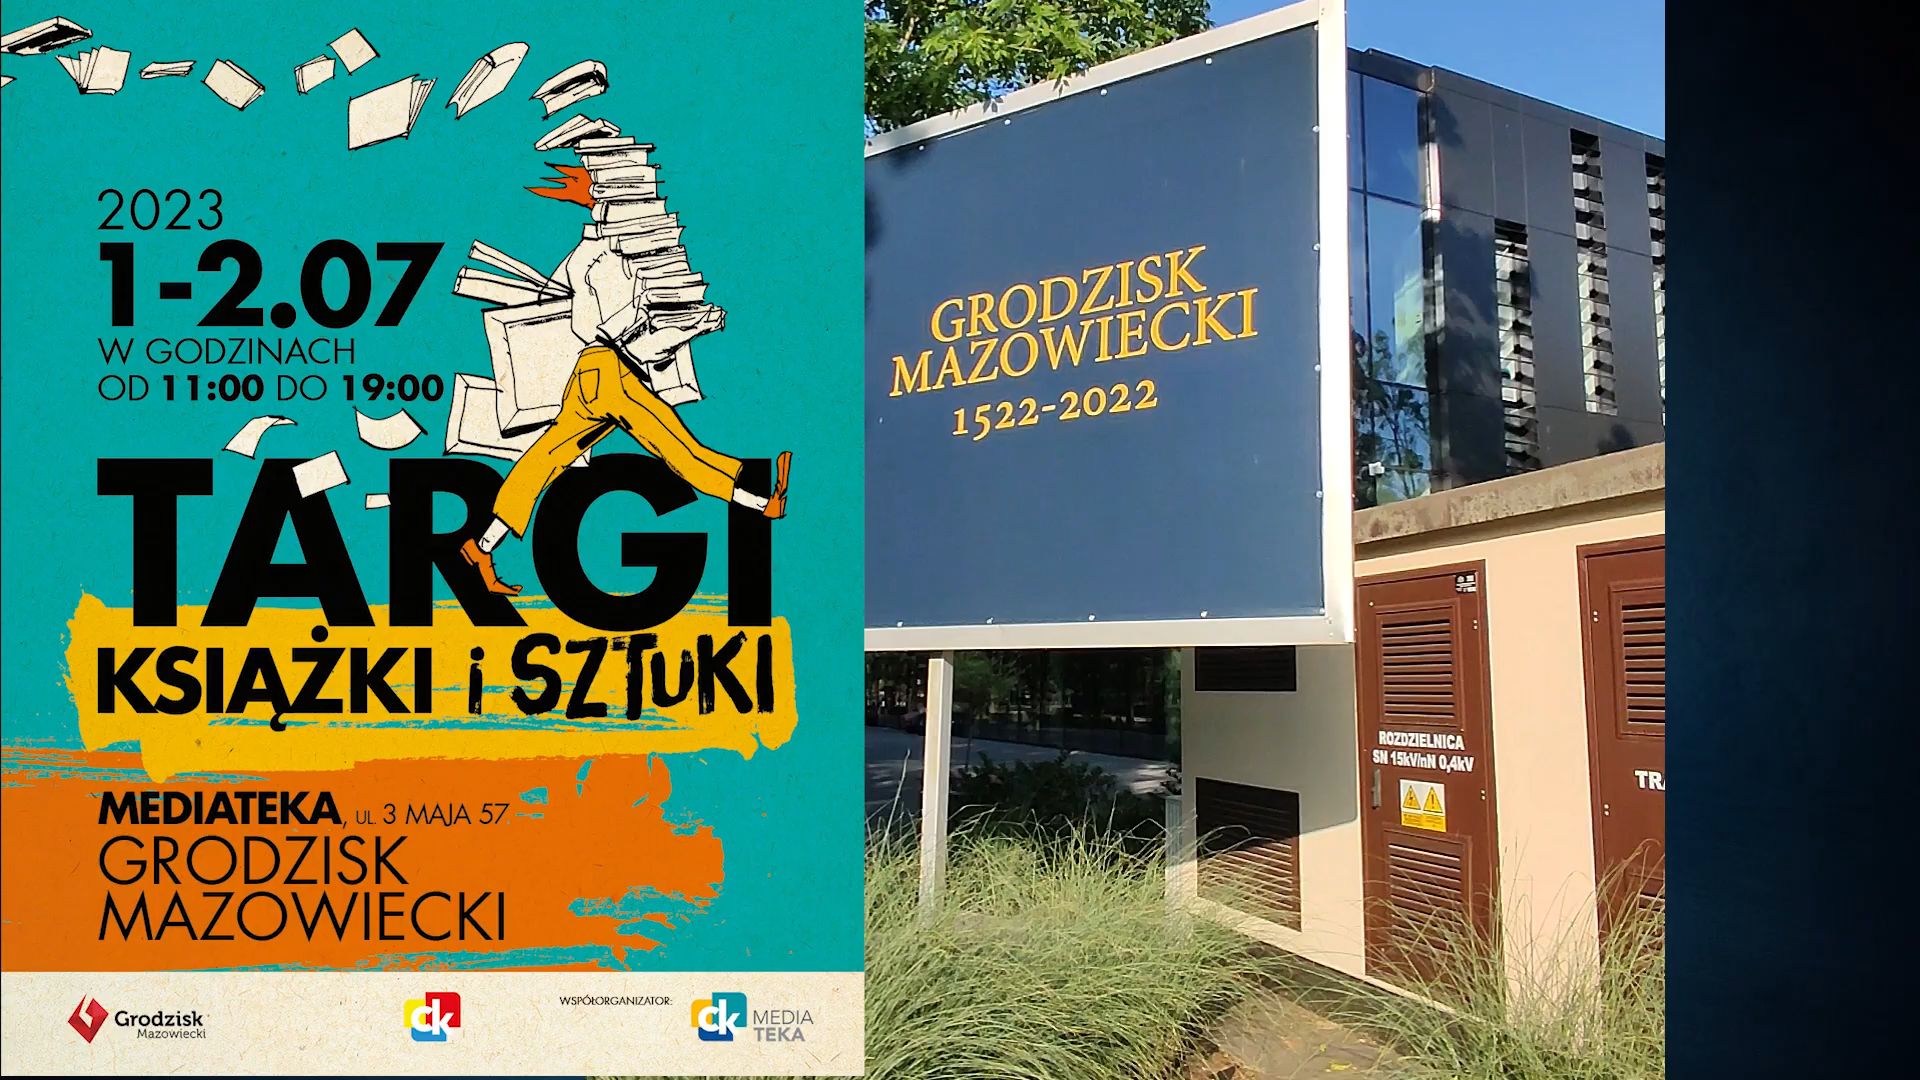 2023
1-2.07
W GODZINACH
OD 11:00 DO 19:00
TARGI
KSIĄŻKI i SZTUKI
MEDIATEKA, UL. 3 MAJA 57
GRODZISK
MAZOWIECKI
Grodzisk
Mazowiecki
ck
WSPÓŁORGANIZATOR:
ck MEDIA
TEKA
GRODZISK
MAZOWIECKI
1522-2022
ROZDZIELNICA
SN 15kV/nN 0,4kV